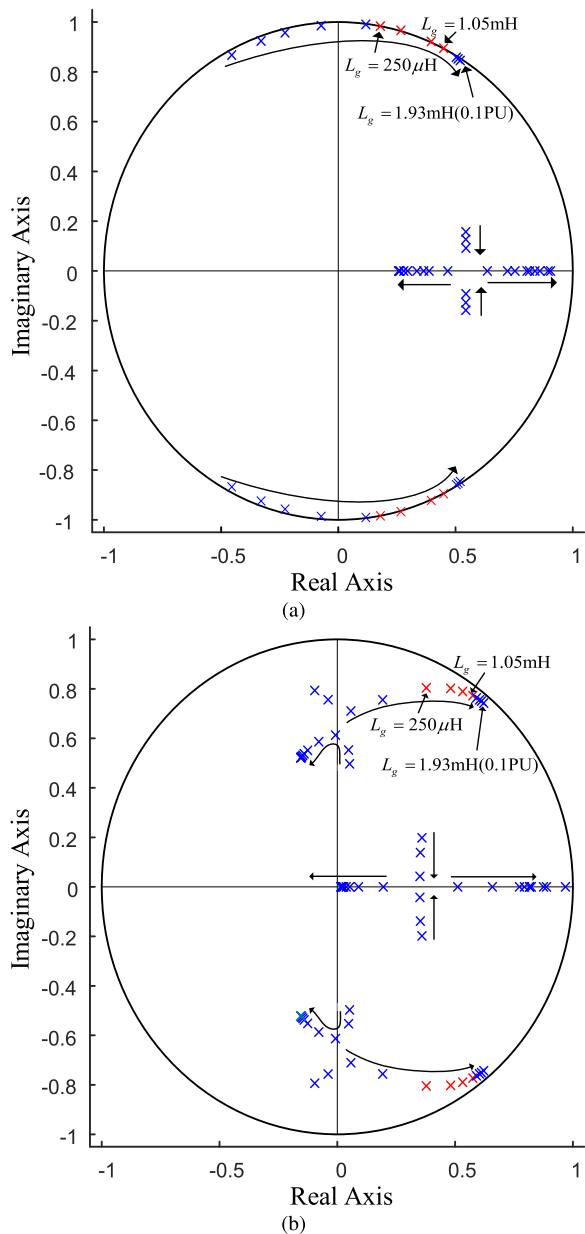 1
0.8
0.6
0.4
0.2
0
-0.2
-0.4
-0.6
-0.8
-1
Imaginary Axis
L_g = 1.05mH
L_g = 250μH
L_g = 1.93mH(0.1PU)
-1 -0.5 0 0.5 1
Real Axis
(a)
1
0.8
0.6
0.4
0.2
0
-0.2
-0.4
-0.6
-0.8
-1
Imaginary Axis
L_g = 1.05mH
L_g = 250μH
L_g = 1.93mH(0.1PU)
-1 -0.5 0 0.5 1
Real Axis
(b)